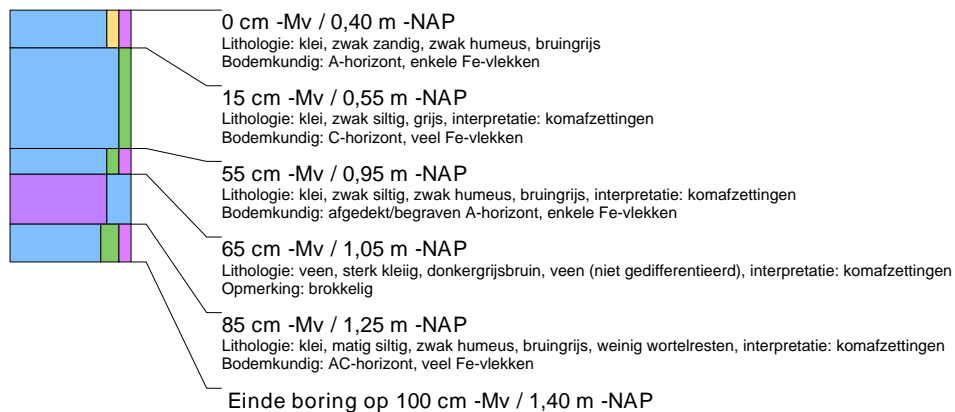 0 cm -Mv / 0,40 m -NAP
Lithologie: klei, zwak zandig, zwak humeus, bruingrijs
Bodemkundig: A-horizont, enkele Fe-vlekken
15 cm -Mv / 0,55 m -NAP
Lithologie: klei, zwak siltig, grijs, interpretatie: komafzettingen
Bodemkundig: C-horizont, veel Fe-vlekken
55 cm -Mv / 0,95 m -NAP
Lithologie: klei, zwak siltig, zwak humeus, bruingrijs, interpretatie: komafzettingen
Bodemkundig: afgedekt/begraven A-horizont, enkele Fe-vlekken
65 cm -Mv / 1,05 m -NAP
Lithologie: veen, sterk kleiig, donkergrijsbruin, veen (niet gedifferentieerd), interpretatie: komafzettingen
Opmerking: brokkelig
85 cm -Mv / 1,25 m -NAP
Lithologie: klei, matig siltig, zwak humeus, bruingrijs, weinig wortelresten, interpretatie: komafzettingen
Bodemkundig: AC-horizont, veel Fe-vlekken
Einde boring op 100 cm -Mv / 1,40 m -NAP